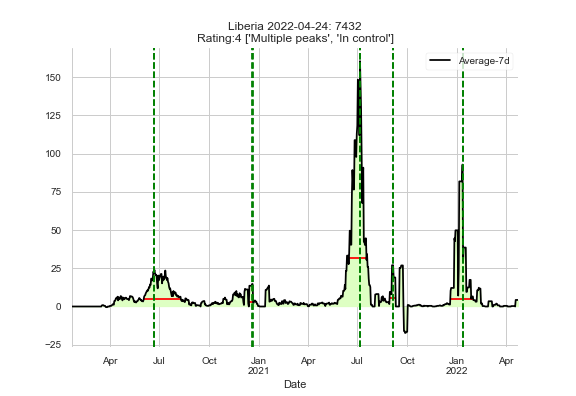 Liberia 2022-04-24: 7432
Rating:4 ['Multiple peaks', 'In control']
Average-7d
150
125
100
75
50
25
0
−25
Apr Jul Oct Jan Apr Jul Oct Jan Apr
2021 2022
Date